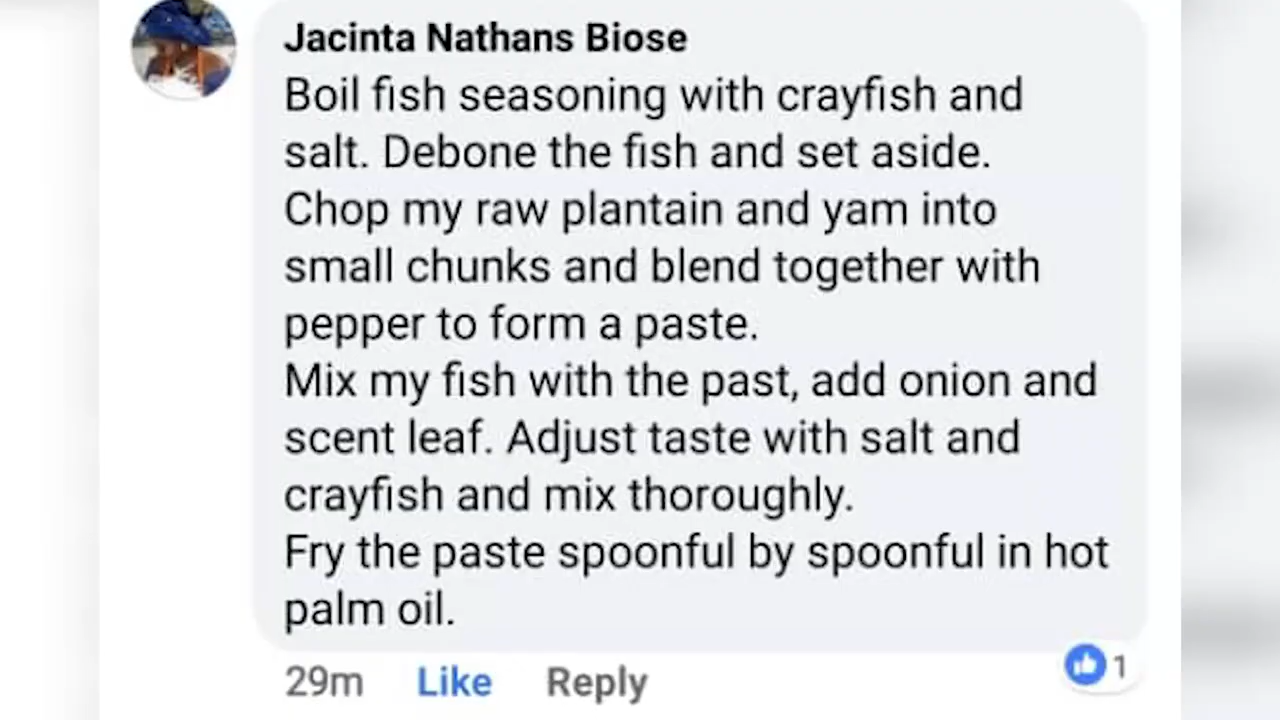 Jacinta Nathans Biose
Boil fish seasoning with crayfish and
salt. Debone the fish and set aside.
Chop my raw plantain and yam into
small chunks and blend together with
pepper to form a paste.
Mix my fish with the past, add onion and
scent leaf. Adjust taste with salt and
crayfish and mix thoroughly.
Fry the paste spoonful by spoonful in hot
palm oil.
29m Like Reply 1